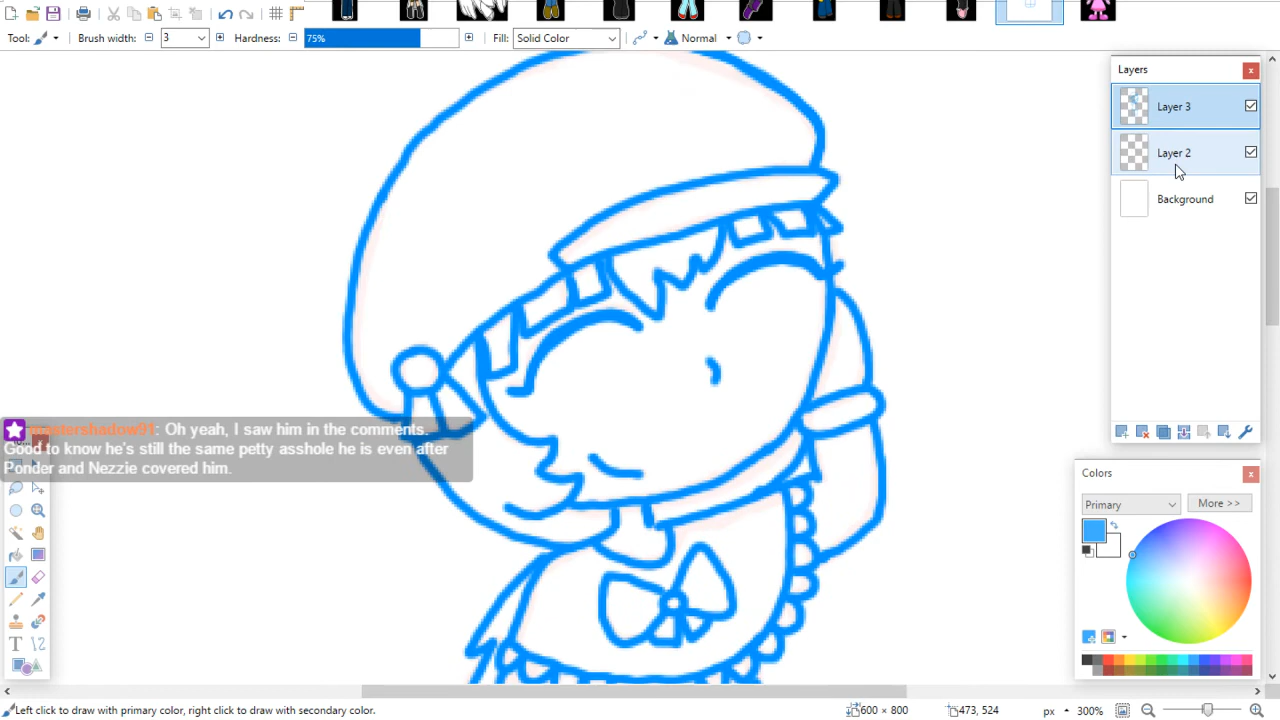 Tool:
Brush width:
3
Hardness:
75%
Fill:
Solid Color
Normal
Layers
Layer 3
Layer 2
Background
mastershadow91: Oh yeah, I saw him in the comments.
Good to know he's still the same petty asshole he is even after
Ponder and Nezzie covered him.
Colors
Primary
More >>
Left click to draw with primary color, right click to draw with secondary color.
600 × 800
473, 524
px
300%